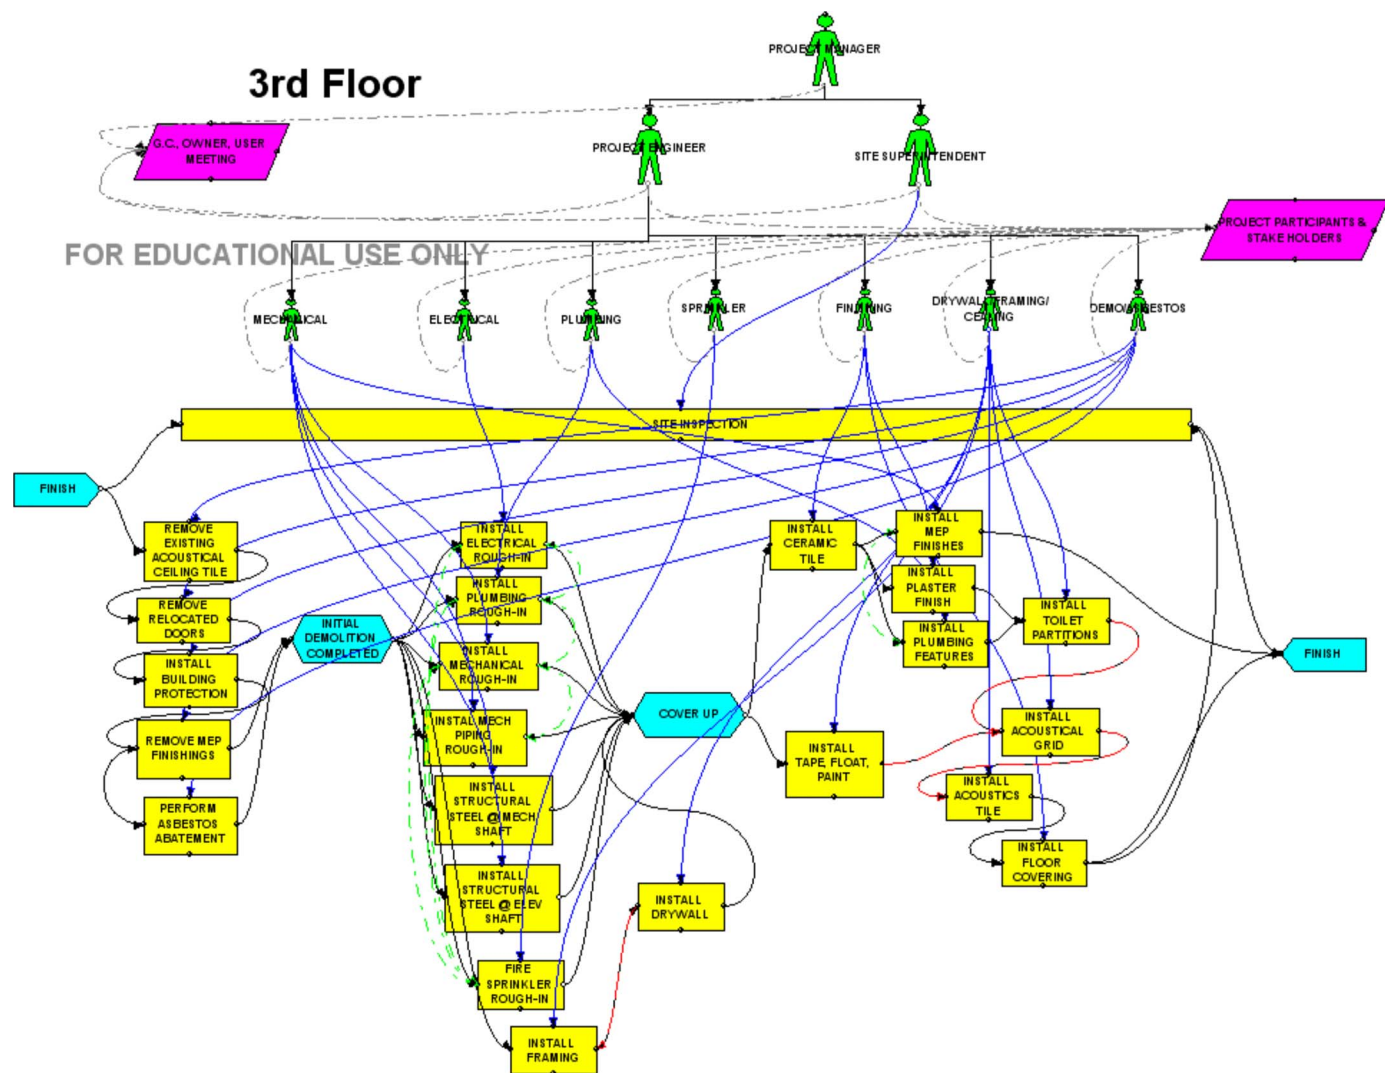 PROJECT MANAGER
3rd Floor
G.C., OWNER, USER
MEETING
PROJECT ENGINEER
SITE SUPERINTENDENT
PROJECT PARTICIPANTS &
STAKE HOLDERS
FOR EDUCATIONAL USE ONLY
MECHANICAL
ELECTRICAL
PLUMBING
SPRINKLER
FINISHING
DRYWALL/FRAMING/
CEALING
DEMO/ASBESTOS
SITE INSPECTION
FINISH
REMOVE
EXISTING
ACOUSTICAL
CEILING TILE
REMOVE
RELOCATED
DOORS
INSTALL
BUILDING
PROTECTION
REMOVE MEP
FINISHINGS
PERFORM
ASBESTOS
ABATEMENT
INITIAL
DEMOLITION
COMPLETED
INSTALL
ELECTRICAL
ROUGH-IN
INSTALL
PLUMBING
ROUGH-IN
INSTALL
MECHANICAL
ROUGH-IN
INSTAL MECH
PIPING
ROUGH-IN
INSTALL
STRUCTURAL
STEEL @ MECH
SHAFT
INSTALL
STRUCTURAL
STEEL @ ELEV
SHAFT
FIRE
SPRINKLER
ROUGH-IN
INSTALL
FRAMING
COVER UP
INSTALL
DRYWALL
INSTALL
CERAMIC
TILE
INSTALL
TAPE, FLOAT,
PAINT
INSTALL
MEP
FINISHES
INSTALL
PLASTER
FINISH
INSTALL
PLUMBING
FEATURES
INSTALL
TOILET
PARTITIONS
INSTALL
ACOUSTICAL
GRID
INSTALL
ACOUSTICS
TILE
INSTALL
FLOOR
COVERING
FINISH